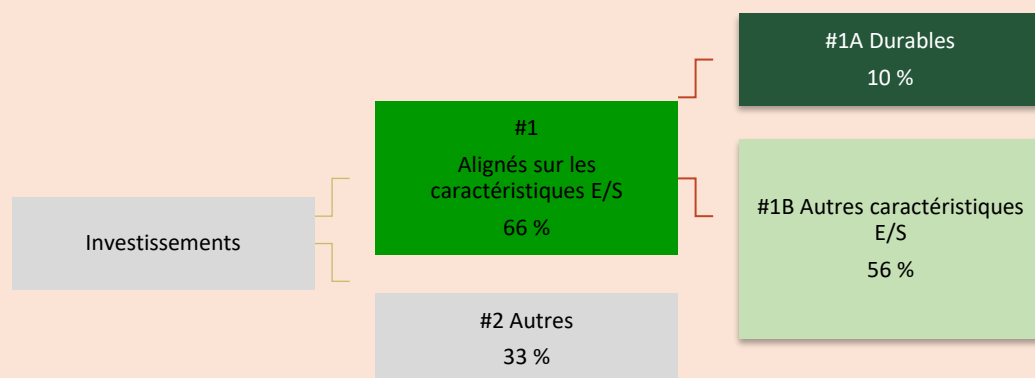 Investissements
#1
Alignés sur les
caractéristiques E/S
66 %
#2 Autres
33 %
#1A Durables
10 %
#1B Autres caractéristiques
E/S
56 %